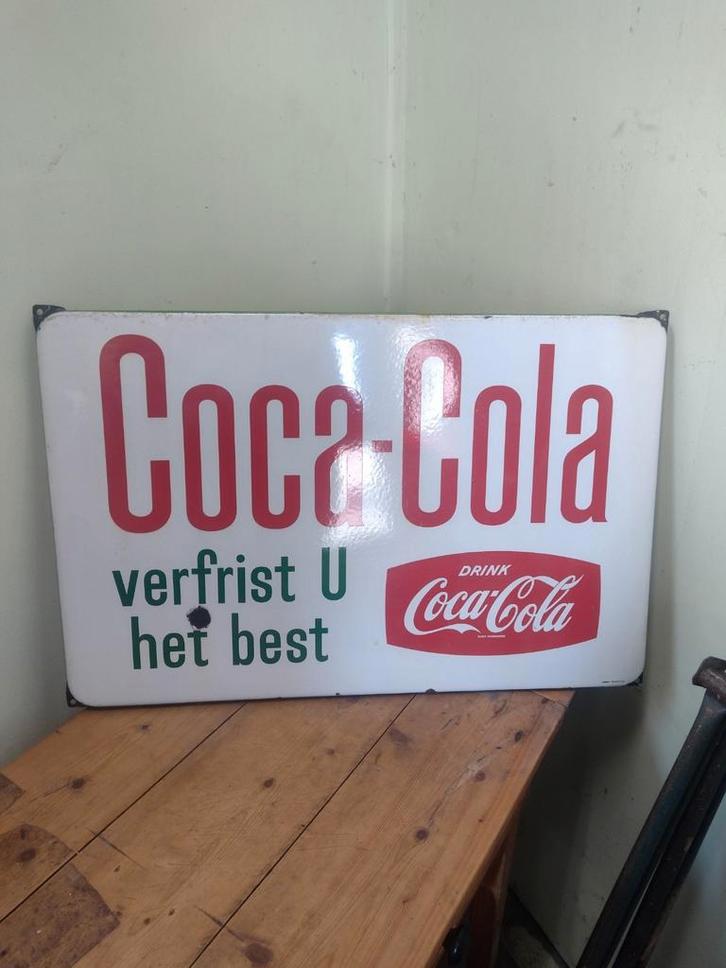 Coca-Cola
verfrist U
het best
DRINK
Coca-Cola